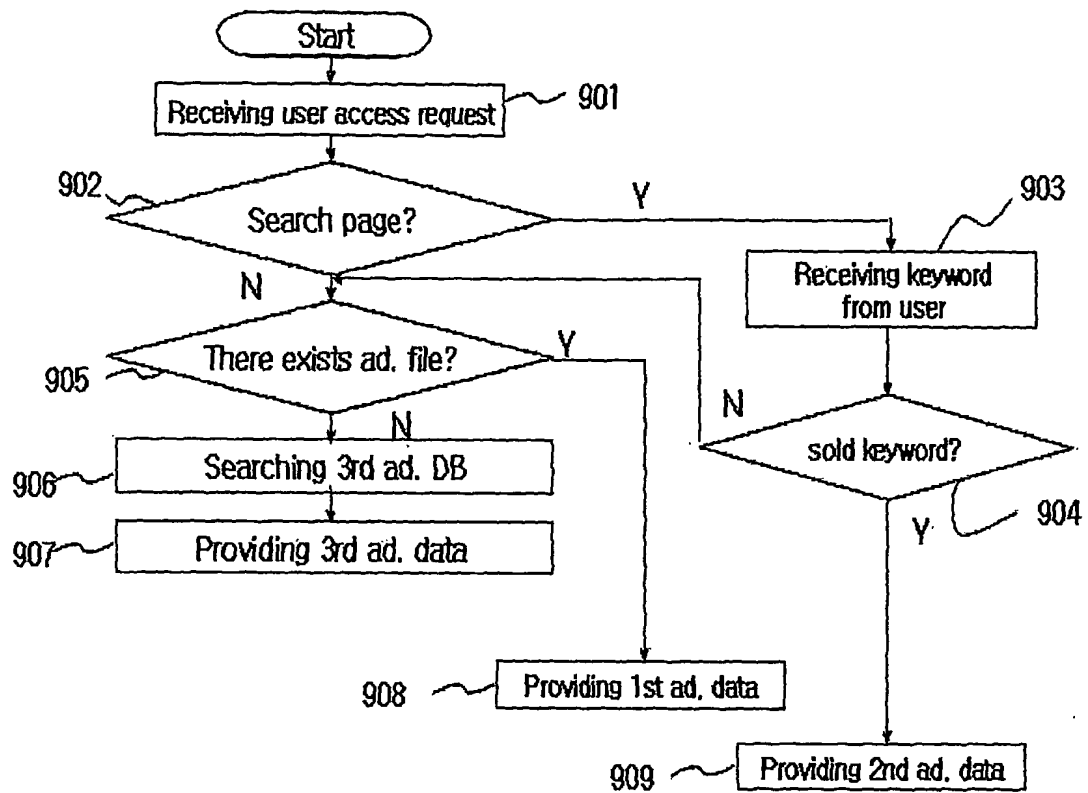 Start
Receiving user access request
901
902
Search page?
Y
903
N
Receiving keyword
from user
There exists ad. file?
Y
905
N
N
sold keyword?
904
Y
906
Searching 3rd ad. DB
907
Providing 3rd ad. data
908
Providing 1st ad. data
909
Providing 2nd ad. data